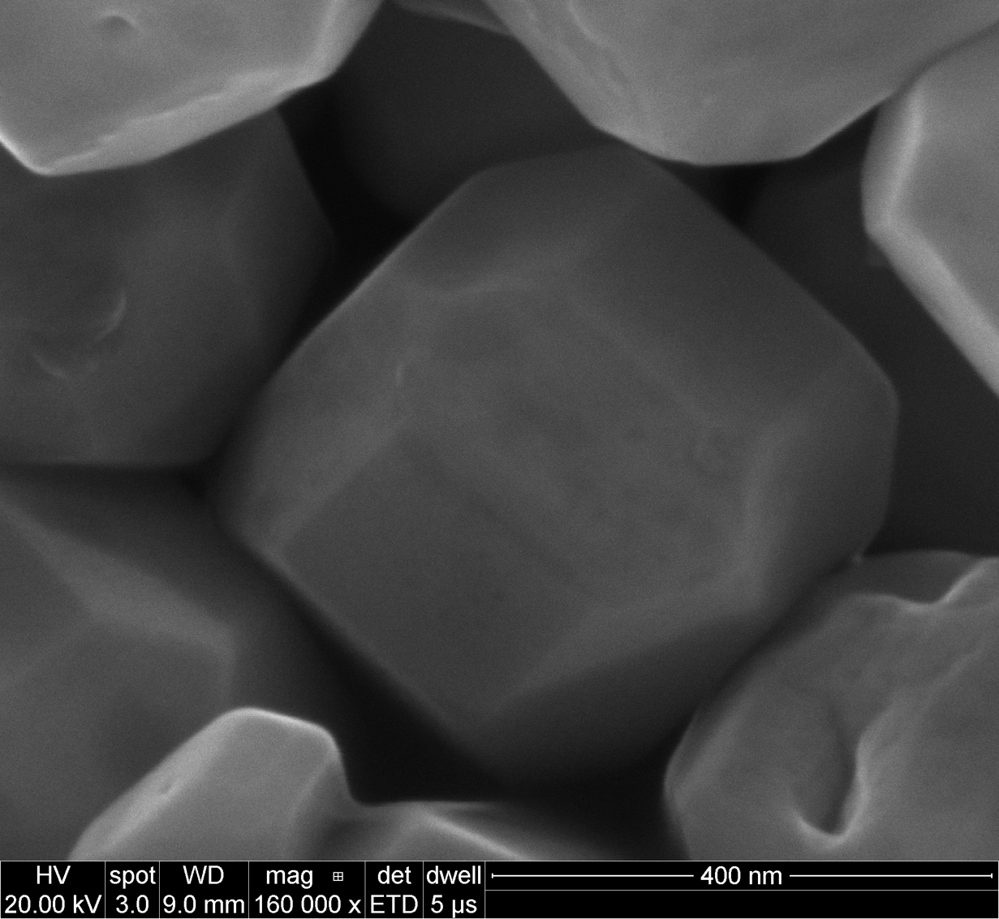 HV spot WD mag ⊞ det dwell 400 nm
20.00 kV 3.0 9.0 mm 160 000 x ETD 5 µs